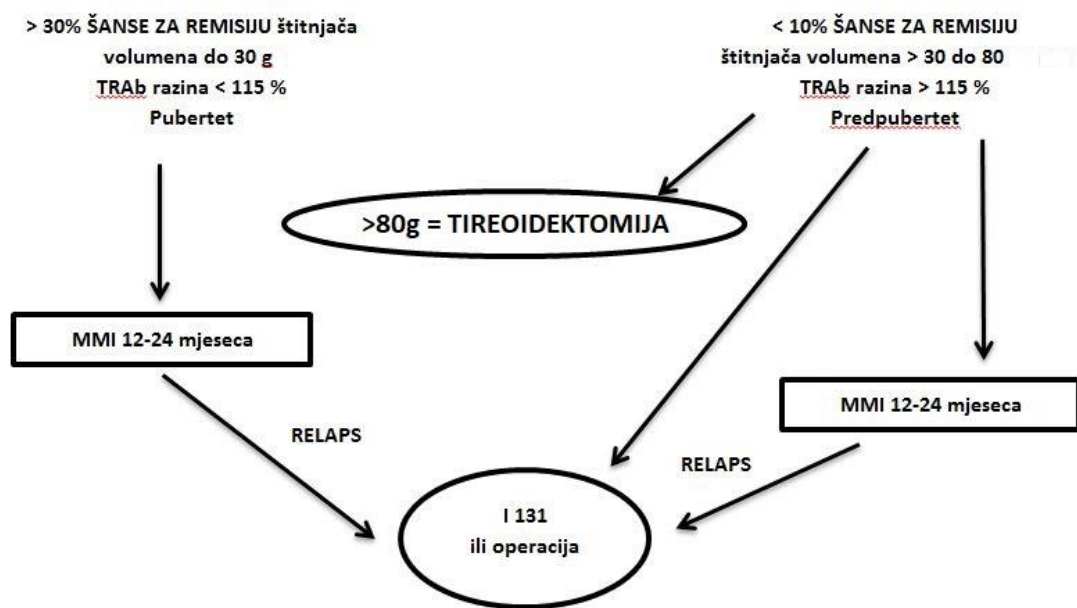 > 30% ŠANSE ZA REMISIJU štitnjača
volumena do 30 g
TRAb razina < 115 %
Pubertet
< 10% ŠANSE ZA REMISIJU
štitnjača volumena > 30 do 80
TRAb razina > 115 %
Predpubertet
>80g = TIREOIDEKTOMIJA
MMI 12-24 mjeseca
MMI 12-24 mjeseca
RELAPS
RELAPS
I 131
ili operacija